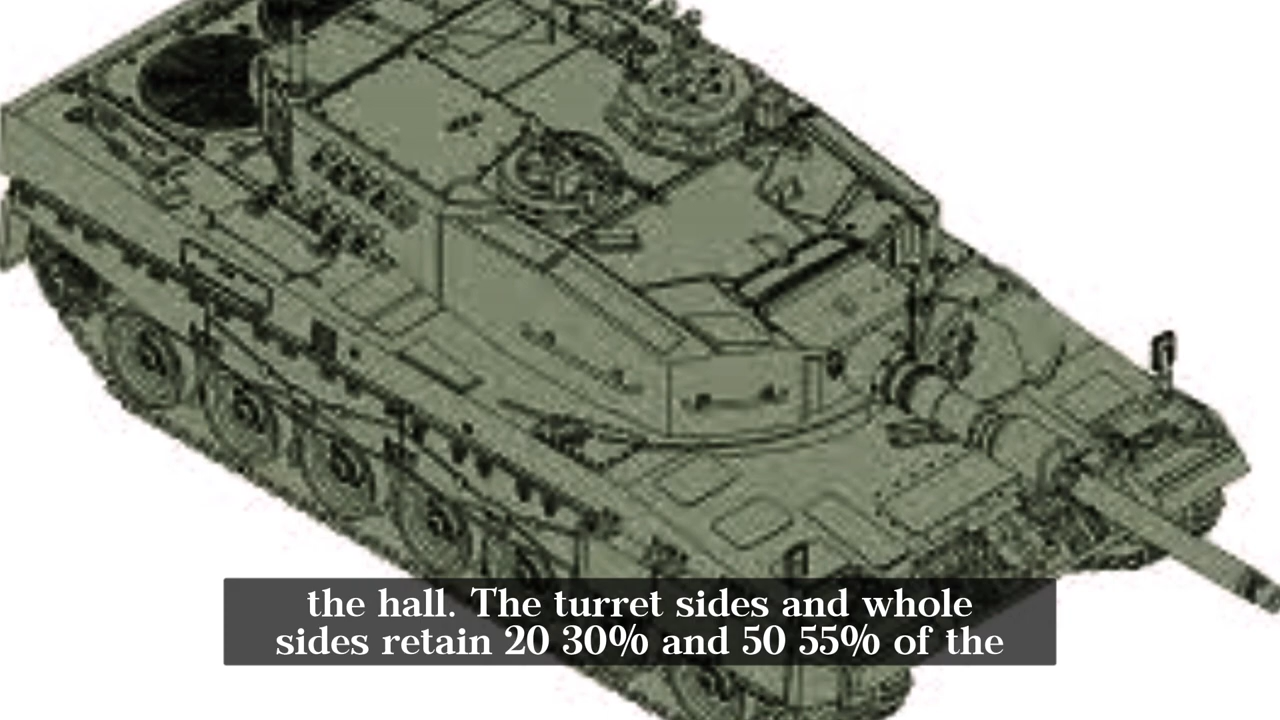 the hall. The turret sides and whole
sides retain 20 30% and 50 55% of the